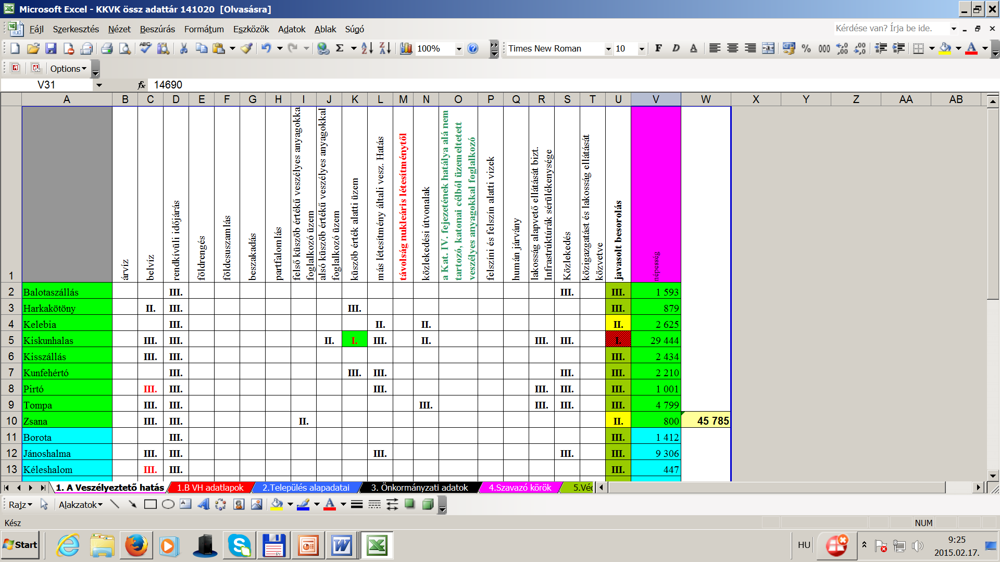 Microsoft Excel - KKVK össz adattár 141020 [Olvasásra]
Fájl Szerkesztés Nézet Beszúrás Formátum Eszközök Adatok Ablak Súgó Kérdése van? Írja be ide.
100% Times New Roman 10 F D A % 000
Options
V31 fx 14690
A B C D E F G H I J K L M N O P Q R S T U V W X Y Z AA AB
1
árvíz
belvíz
rendkívüli időjárás
földrengés
földcsuszamlás
beszakadás
partfalomlás
felső küszöb értékű veszélyes anyagokka
foglalkozó üzem
alsó küszöb értékű veszélyes anyagokkal
foglalkozó üzem
küszöb érték alatti üzem
más létesítmény általi vesz. Hatás
távolság nukleáris létesítménytől
közlekedési útvonalak
a Kat. IV. fejezetének hatálya alá nem
tartozó, katonai célból üzemeltetett
veszélyes anyagokkal foglalkozó
felszíni és felszín alatti vizek
humán járvány
lakosság alapvető ellátását bizt.
Infrastrúktúrák sérülékenysége
Közlekedés
közigazgatást és lakosság ellátását
közvetve
javasolt besorolás
népesség
2 Balotaszállás III. III. III. 1 593
3 Harkakötöny II. III. III. III. 879
4 Kelebia III. II. II. II. 2 625
5 Kiskunhalas III. III. II. I. III. II. III. III. I. 29 444
6 Kisszállás III. III. III. 2 434
7 Kunfehértó III. III. III. III. III. 2 210
8 Pirtó III. III. III. III. III. III. 1 001
9 Tompa III. III. III. III. III. III. 4 799
10 Zsana III. III. II. II. 800 45 785
11 Borota III. III. 1 412
12 Jánoshalma III. III. III. III. III. 9 306
13 Kéleshalom III. III. III. 447
1. A Veszélyeztető hatás 1.B VH adatlapok 2.Település alapadatai 3. Önkormányzati adatok 4.Szavazó körök 5.Véd
Rajz Alakzatok
Kész NUM
Start HU 9:25
2015.02.17.